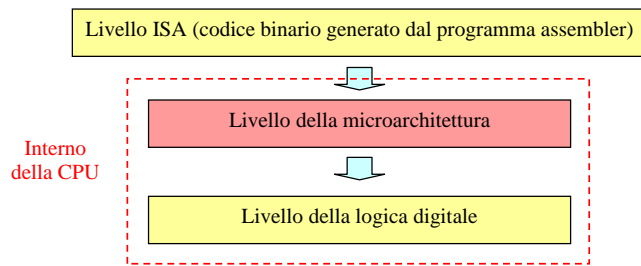 Livello ISA (codice binario generato dal programma assembler)
Livello della microarchitettura
Interno
della CPU
Livello della logica digitale